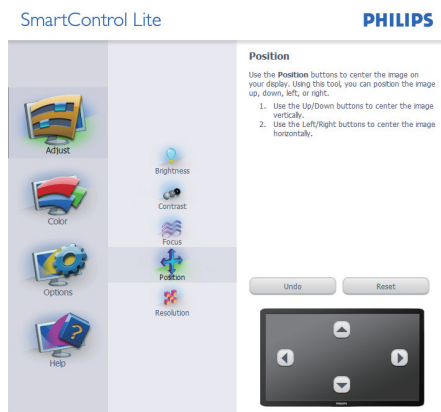 SmartControl Lite
PHILIPS
Adjust
Color
Options
Help
Brightness
Contrast
Focus
Position
Resolution
Position
Use the Position buttons to center the image on
your display. Using this tool, you can position the image
up, down, left, or right.
1. Use the Up/Down buttons to center the image
vertically.
2. Use the Left/Right buttons to center the image
horizontally.
Undo
Reset
PHILIPS